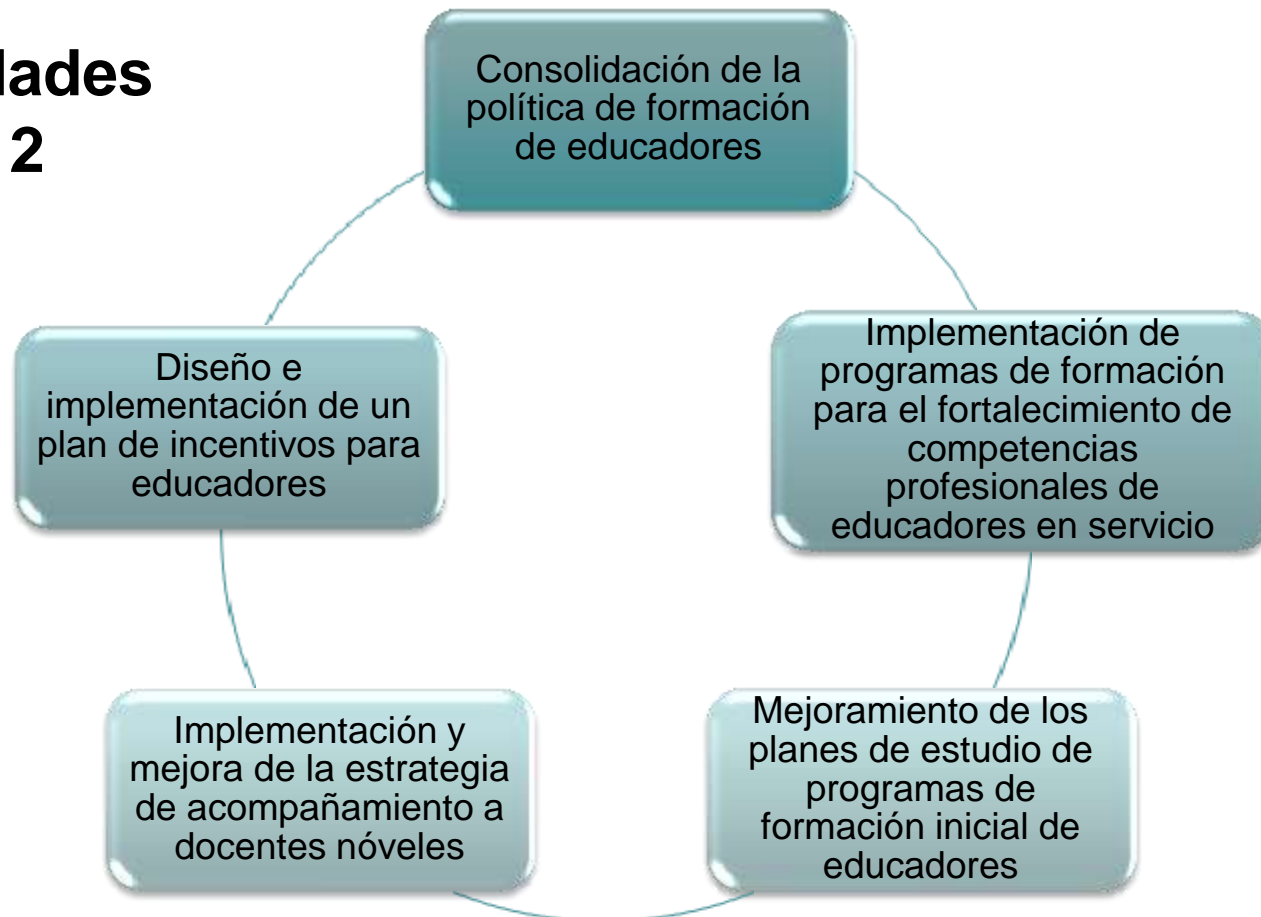 dades
2
Consolidación de la
política de formación
de educadores
Implementación de
programas de formación
para el fortalecimiento de
competencias
profesionales de
educadores en servicio
Mejoramiento de los
planes de estudio de
programas de
formación inicial de
educadores
Implementación y
mejora de la estrategia
de acompañamiento a
docentes nóveles
Diseño e
implementación de un
plan de incentivos para
educadores